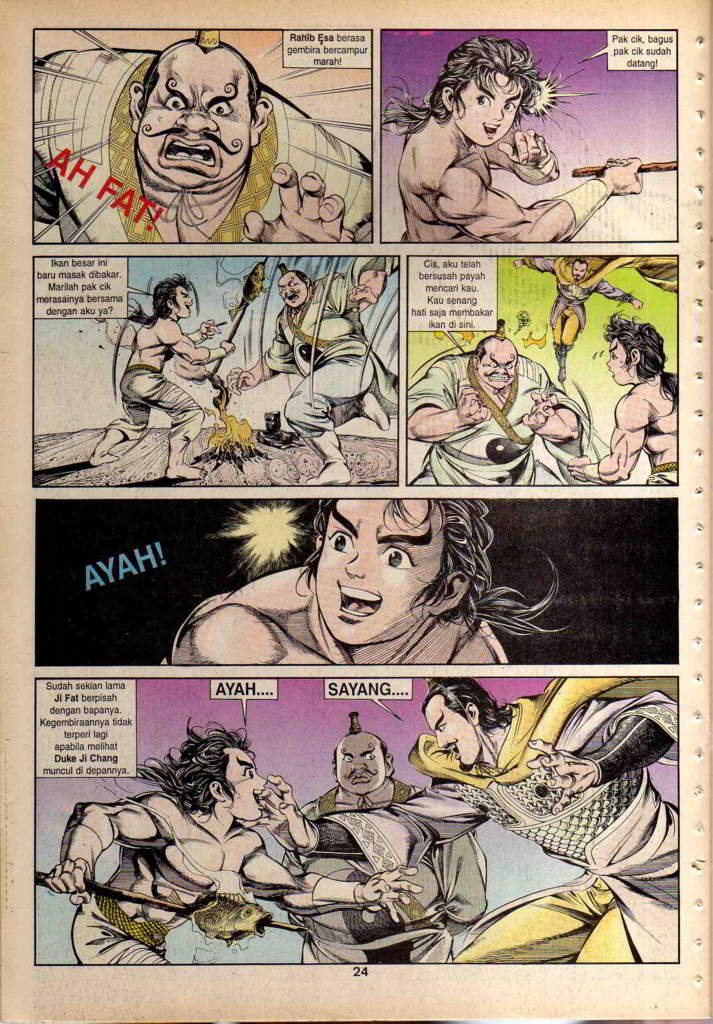 Rahib Esa berasa
gembira bercampur
marah!
AH FAT!
Pak cik, bagus
pak cik sudah
datang!
Ikan besar ini
baru masak dibakar.
Marilah pak cik
merasainya bersama
dengan aku ya?
Cis, aku telah
bersusah payah
mencari kau.
Kau senang
hati saja membakar
ikan di sini.
AYAH!
Sudah sekian lama
Ji Fat berpisah
dengan bapanya.
Kegembiraannya tidak
terperi lagi
apabila melihat
Duke Ji Chang
muncul di depannya.
AYAH....
SAYANG....
24